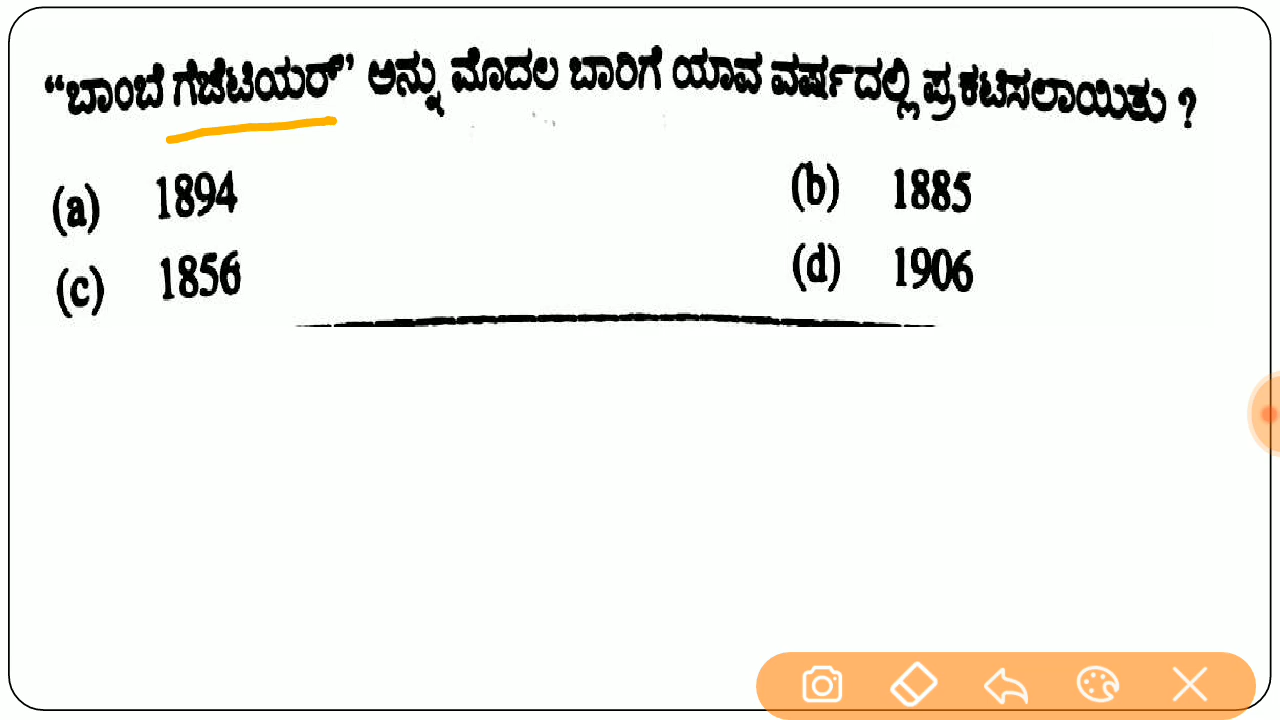 “ಬಾಂಬೆ ಗೆಜೆಟಿಯರ್” ಅನ್ನು ಮೊದಲ ಬಾರಿಗೆ ಯಾವ ವರ್ಷದಲ್ಲಿ ಪ್ರಕಟಿಸಲಾಯಿತು ?
(a) 1894 (b) 1885
(c) 1856 (d) 1906